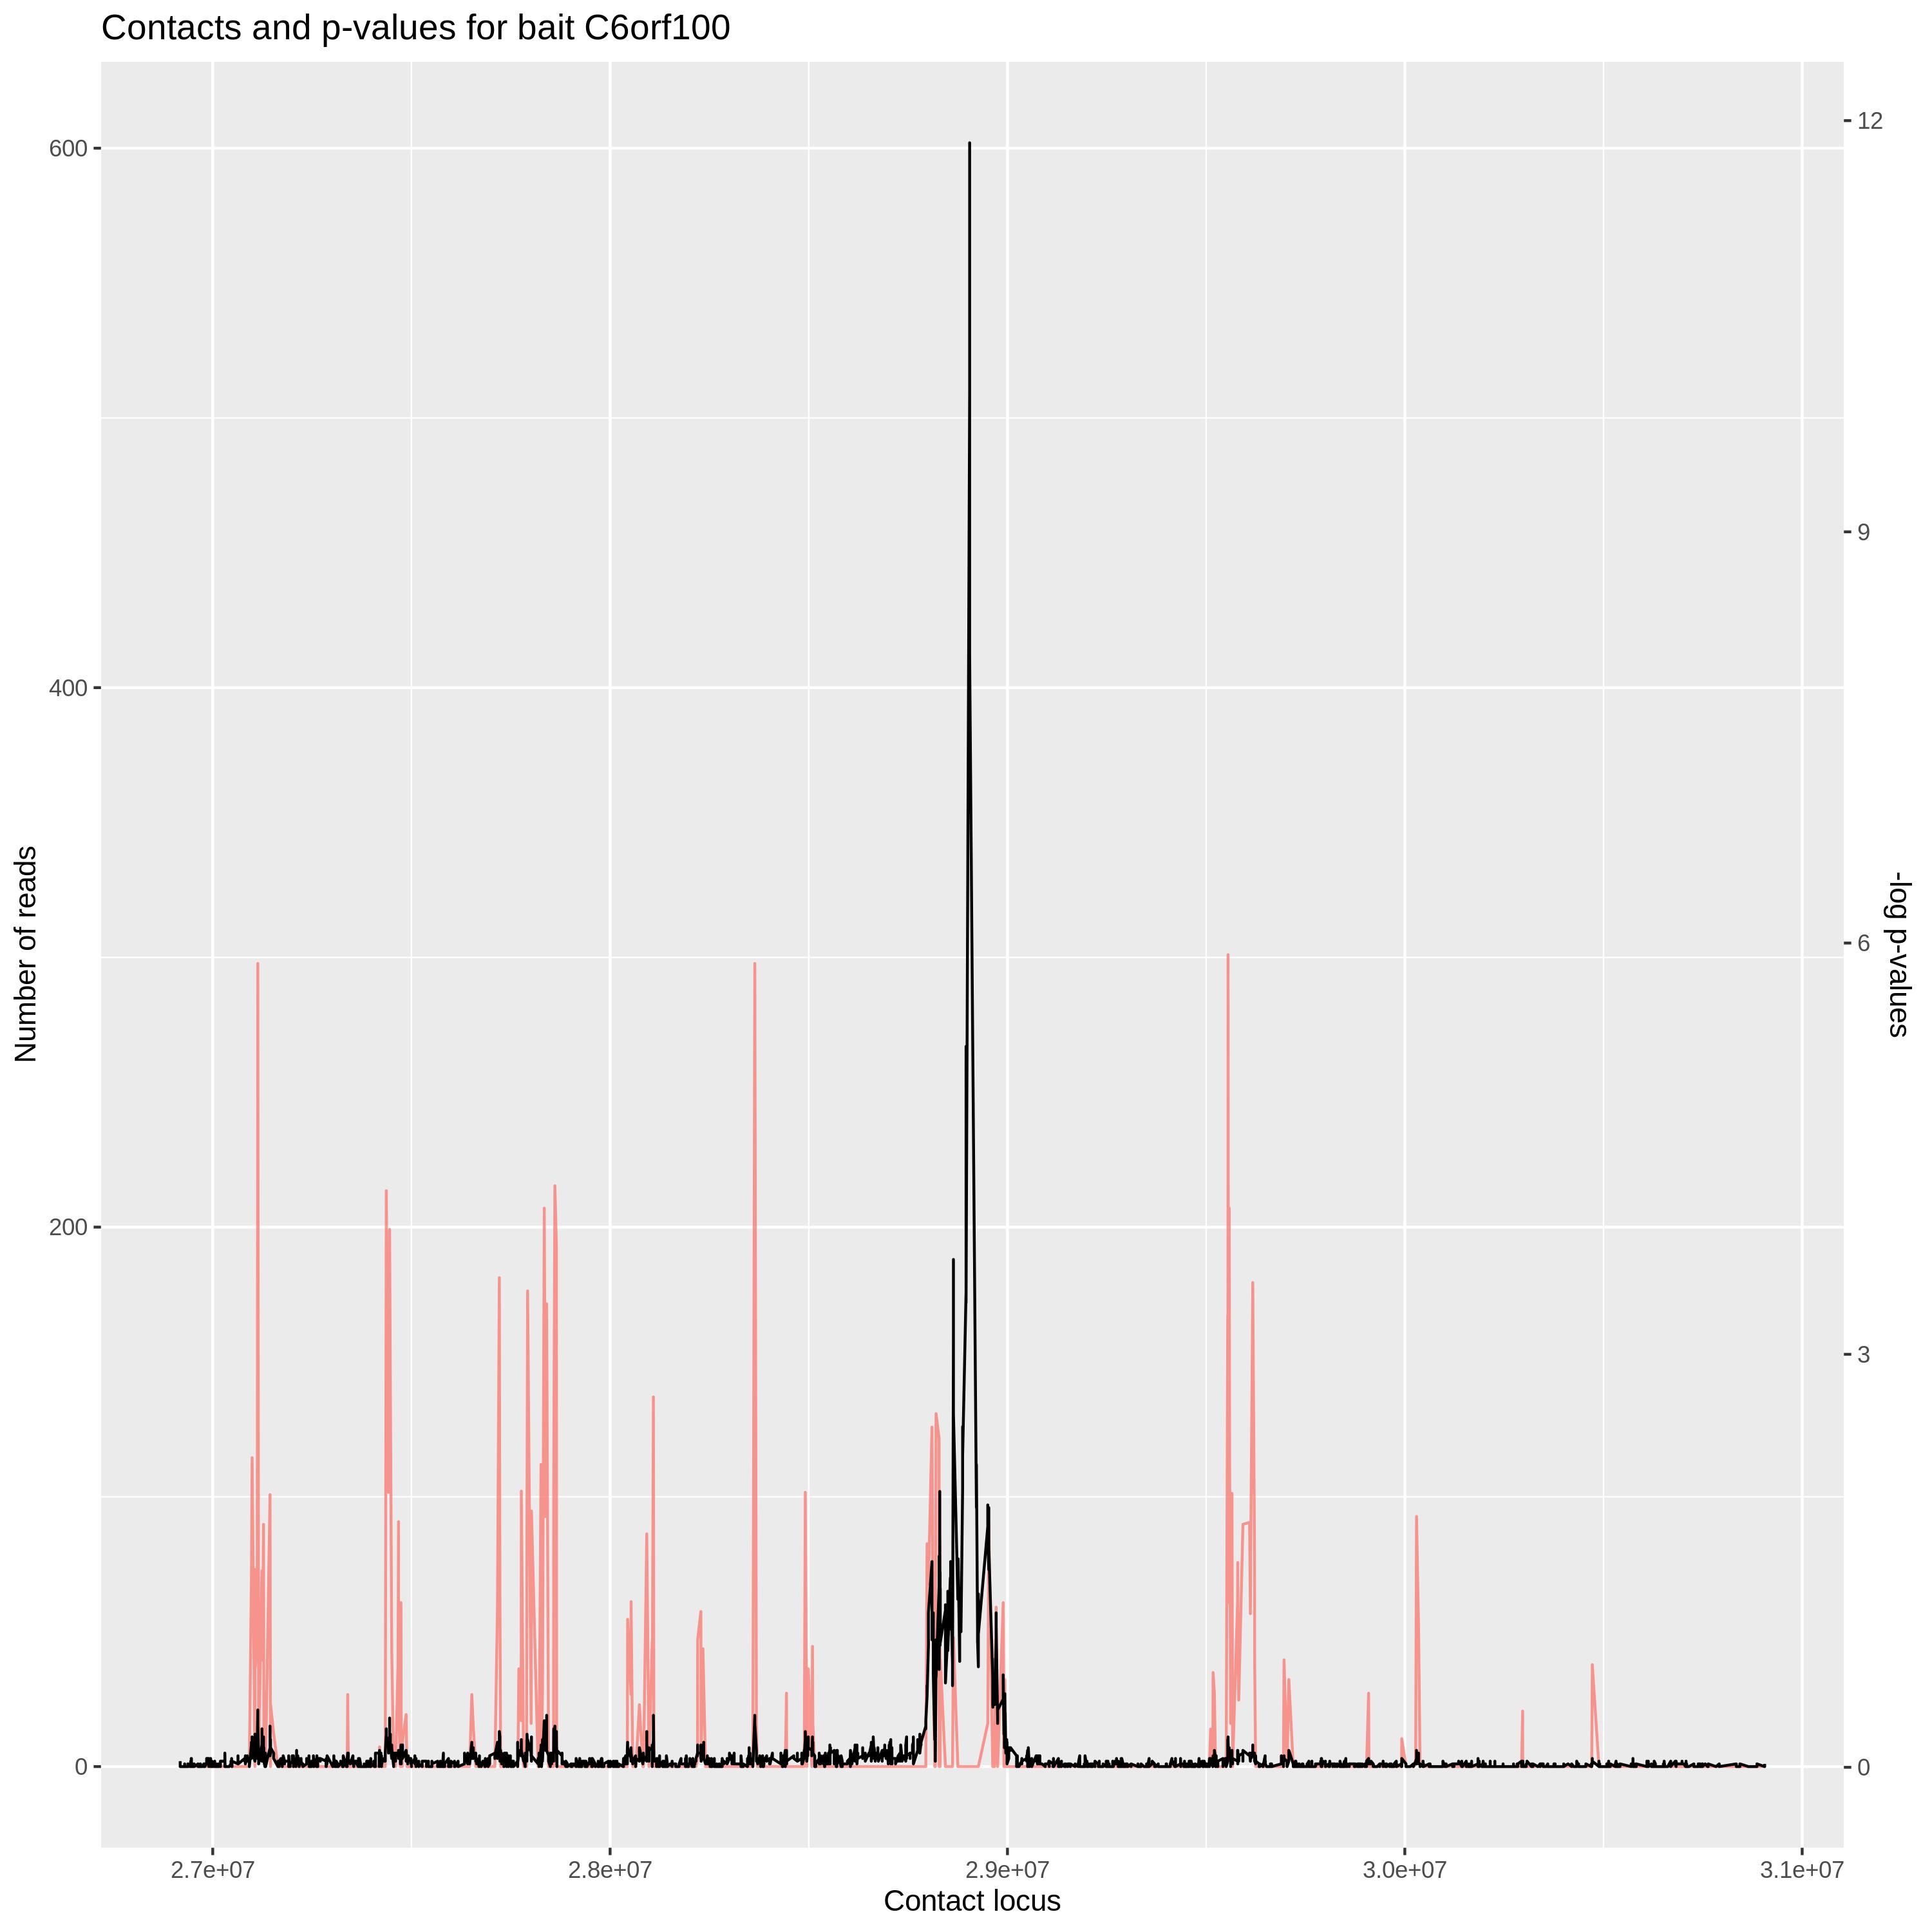 Contacts and p-values for bait C6orf100
600
400
200
0
12
9
6
3
0
Number of reads
-log p-values
2.7e+07
2.8e+07
2.9e+07
3.0e+07
3.1e+07
Contact locus